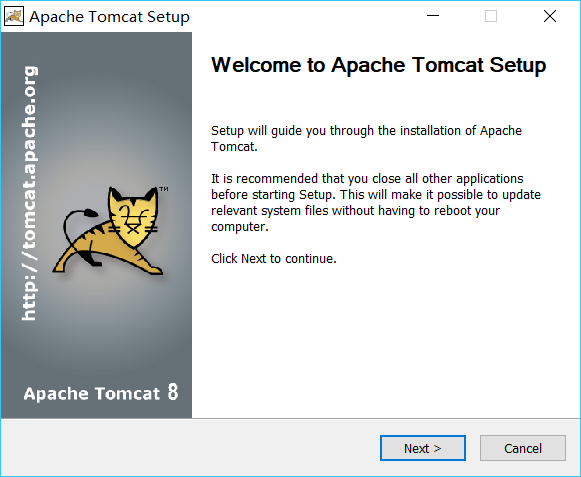 Apache Tomcat Setup
http://tomcat.apache.org
TM
Apache Tomcat 8
Welcome to Apache Tomcat Setup
Setup will guide you through the installation of Apache
Tomcat.
It is recommended that you close all other applications
before starting Setup. This will make it possible to update
relevant system files without having to reboot your
computer.
Click Next to continue.
Next >
Cancel